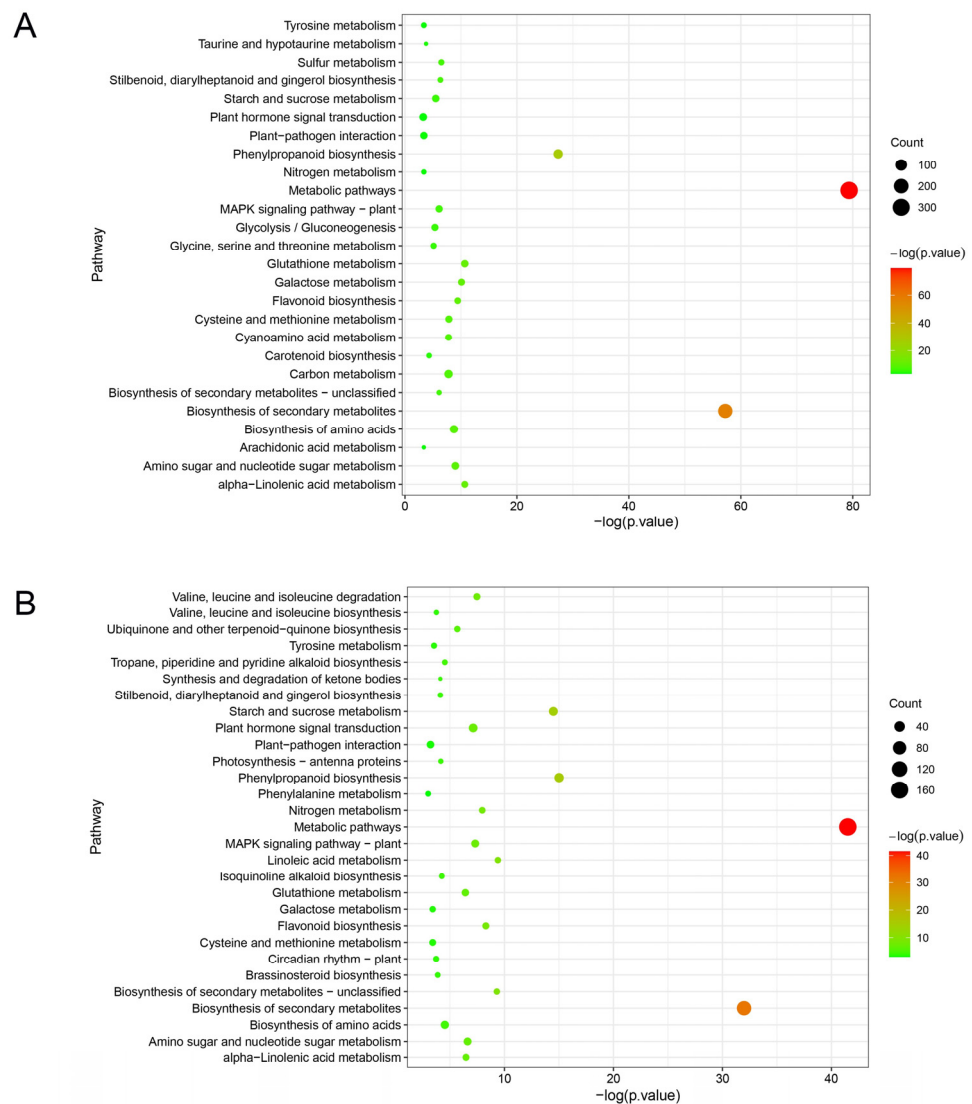 A
Tyrosine metabolism
Taurine and hypotaurine metabolism
Sulfur metabolism
Stilbenoid, diarylheptanoid and gingerol biosynthesis
Starch and sucrose metabolism
Plant hormone signal transduction
Plant−pathogen interaction
Phenylpropanoid biosynthesis
Nitrogen metabolism
Metabolic pathways
MAPK signaling pathway − plant
Glycolysis / Gluconeogenesis
Glycine, serine and threonine metabolism
Glutathione metabolism
Galactose metabolism
Flavonoid biosynthesis
Cysteine and methionine metabolism
Cyanoamino acid metabolism
Carotenoid biosynthesis
Carbon metabolism
Biosynthesis of secondary metabolites − unclassified
Biosynthesis of secondary metabolites
Biosynthesis of amino acids
Arachidonic acid metabolism
Amino sugar and nucleotide sugar metabolism
alpha−Linolenic acid metabolism
Pathway
0 20 40 60 80
−log(p.value)
Count
100
200
300
−log(p.value)
60
40
20
B
Valine, leucine and isoleucine degradation
Valine, leucine and isoleucine biosynthesis
Ubiquinone and other terpenoid−quinone biosynthesis
Tyrosine metabolism
Tropane, piperidine and pyridine alkaloid biosynthesis
Synthesis and degradation of ketone bodies
Stilbenoid, diarylheptanoid and gingerol biosynthesis
Starch and sucrose metabolism
Plant hormone signal transduction
Plant−pathogen interaction
Photosynthesis − antenna proteins
Phenylpropanoid biosynthesis
Phenylalanine metabolism
Nitrogen metabolism
Metabolic pathways
MAPK signaling pathway − plant
Linoleic acid metabolism
Isoquinoline alkaloid biosynthesis
Glutathione metabolism
Galactose metabolism
Flavonoid biosynthesis
Cysteine and methionine metabolism
Circadian rhythm − plant
Brassinosteroid biosynthesis
Biosynthesis of secondary metabolites − unclassified
Biosynthesis of secondary metabolites
Biosynthesis of amino acids
Amino sugar and nucleotide sugar metabolism
alpha−Linolenic acid metabolism
Pathway
10 20 30 40
−log(p.value)
Count
40
80
120
160
−log(p.value)
40
30
20
10